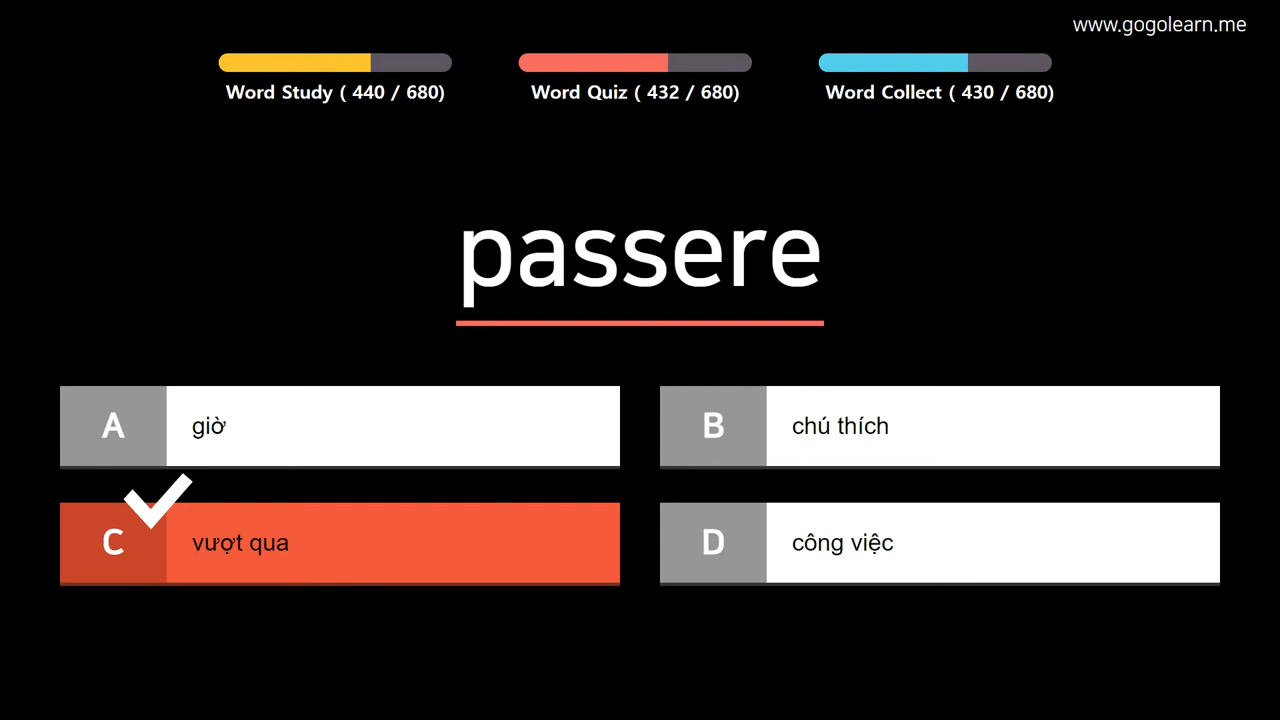 www.gogolearn.me
Word Study ( 440 / 680)
Word Quiz ( 432 / 680)
Word Collect ( 430 / 680)
passere
A
giờ
B
chú thích
C
vượt qua
D
công việc